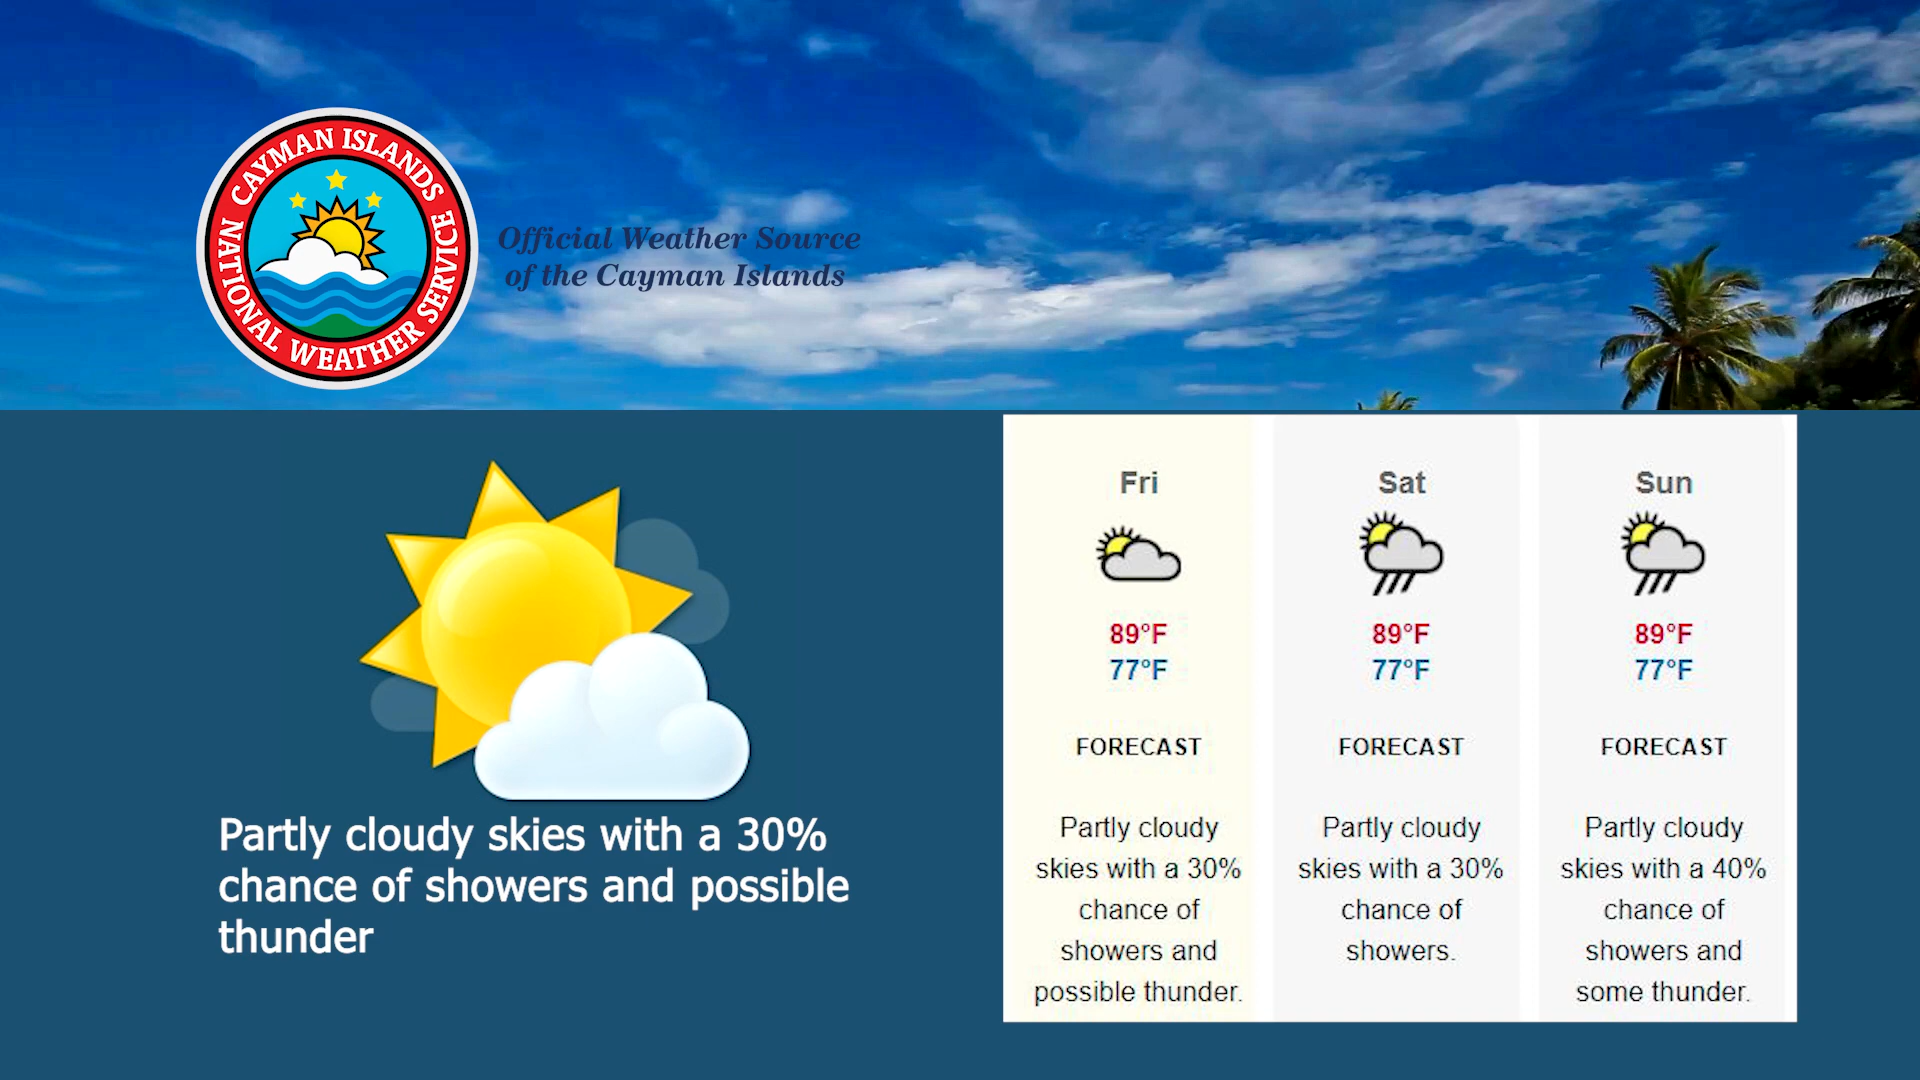 CAYMAN ISLANDS
NATIONAL WEATHER SERVICE
Official Weather Source
of the Cayman Islands
Partly cloudy skies with a 30%
chance of showers and possible
thunder
Fri
89°F
77°F
FORECAST
Partly cloudy
skies with a 30%
chance of
showers and
possible thunder.
Sat
89°F
77°F
FORECAST
Partly cloudy
skies with a 30%
chance of
showers.
Sun
89°F
77°F
FORECAST
Partly cloudy
skies with a 40%
chance of
showers and
some thunder.